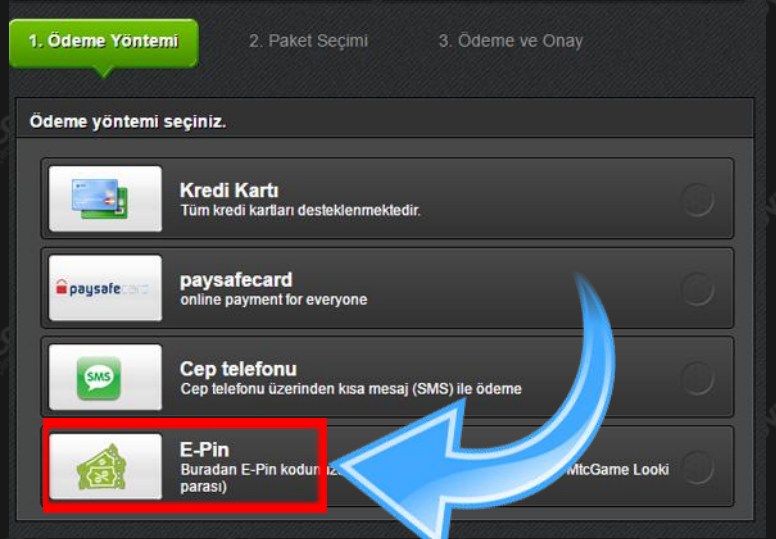 1. Ödeme Yöntemi
2. Paket Seçimi
3. Ödeme ve Onay
Ödeme yöntemi seçiniz.
Kredi Kartı
Tüm kredi kartları desteklenmektedir.
paysafecard
paysafecard
online payment for everyone
SMS
Cep telefonu
Cep telefonu üzerinden kısa mesaj (SMS) ile ödeme
E-Pin
Buradan E-Pin MtcGame Looki
parası)